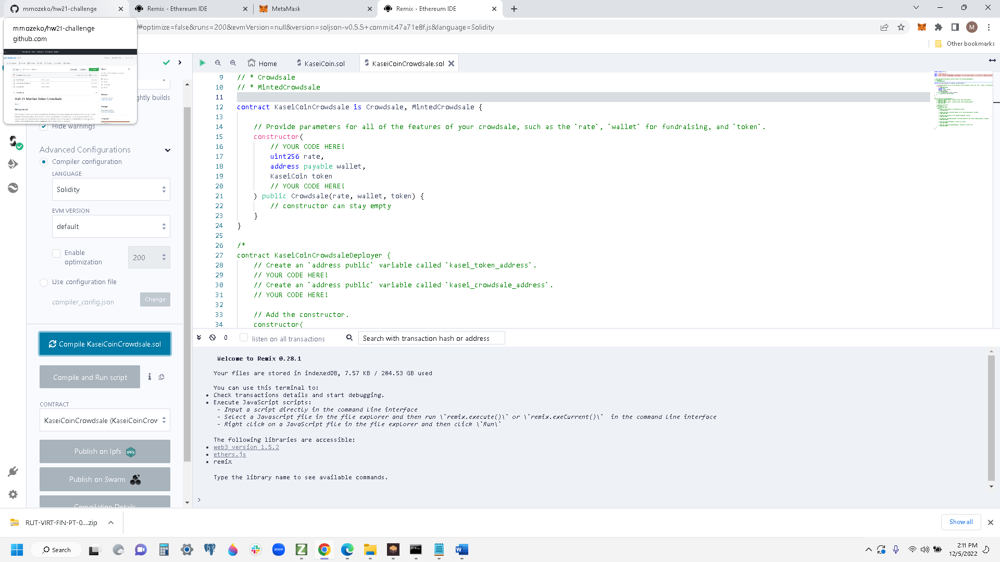 mmozeko/hw21-challenge
Remix - Ethereum IDE
MetaMask
Remix - Ethereum IDE
mmozeko/hw21-challenge
github.com
/#optimize=false&runs=200&evmVersion=null&version=soljson-v0.5.5+commit.47a71e8f.js&language=Solidity
M
Other bookmarks
Unit 21: Martian Token Crowdsale
Background
ghtly builds
Hide warnings
Advanced Configurations
Compiler configuration
LANGUAGE
Solidity
EVM VERSION
default
Enable optimization
200
Use configuration file
compiler_config.json
Change
Compile KaseiCoinCrowdsale.sol
Compile and Run script
CONTRACT
KaseiCoinCrowdsale (KaseiCoinCrow
Publish on Ipfs
IPFS
Publish on Swarm
Compilation Details
Home
KaseiCoin.sol
KaseiCoinCrowdsale.sol
9 // * Crowdsale
10 // * MintedCrowdsale
11
12 contract KaseiCoinCrowdsale is Crowdsale, MintedCrowdsale {
13
14 // Provide parameters for all of the features of your crowdsale, such as the `rate`, `wallet` for fundraising, and `token`.
15 constructor(
16 // YOUR CODE HERE!
17 uint256 rate,
18 address payable wallet,
19 KaseiCoin token
20 // YOUR CODE HERE!
21 ) public Crowdsale(rate, wallet, token) {
22 // constructor can stay empty
23 }
24 }
25
26 /*
27 contract KaseiCoinCrowdsaleDeployer {
28 // Create an `address public` variable called `kasei_token_address`.
29 // YOUR CODE HERE!
30 // Create an `address public` variable called `kasei_crowdsale_address`.
31 // YOUR CODE HERE!
32
33 // Add the constructor.
34 constructor(
0
listen on all transactions
Search with transaction hash or address
Welcome to Remix 0.28.1
Your files are stored in indexedDB, 7.57 KB / 284.53 GB used
You can use this terminal to:
• Check transactions details and start debugging.
• Execute JavaScript scripts:
- Input a script directly in the command line interface
- Select a Javascript file in the file explorer and then run \`remix.execute()\` or \`remix.exeCurrent()\` in the command line interface
- Right click on a JavaScript file in the file explorer and then click \`Run\`
The following libraries are accessible:
• web3 version 1.5.2
• ethers.js
• remix
Type the library name to see available commands.
>
RUT-VIRT-FIN-PT-0....zip
Show all
Search
zoom
2:11 PM
12/5/2022